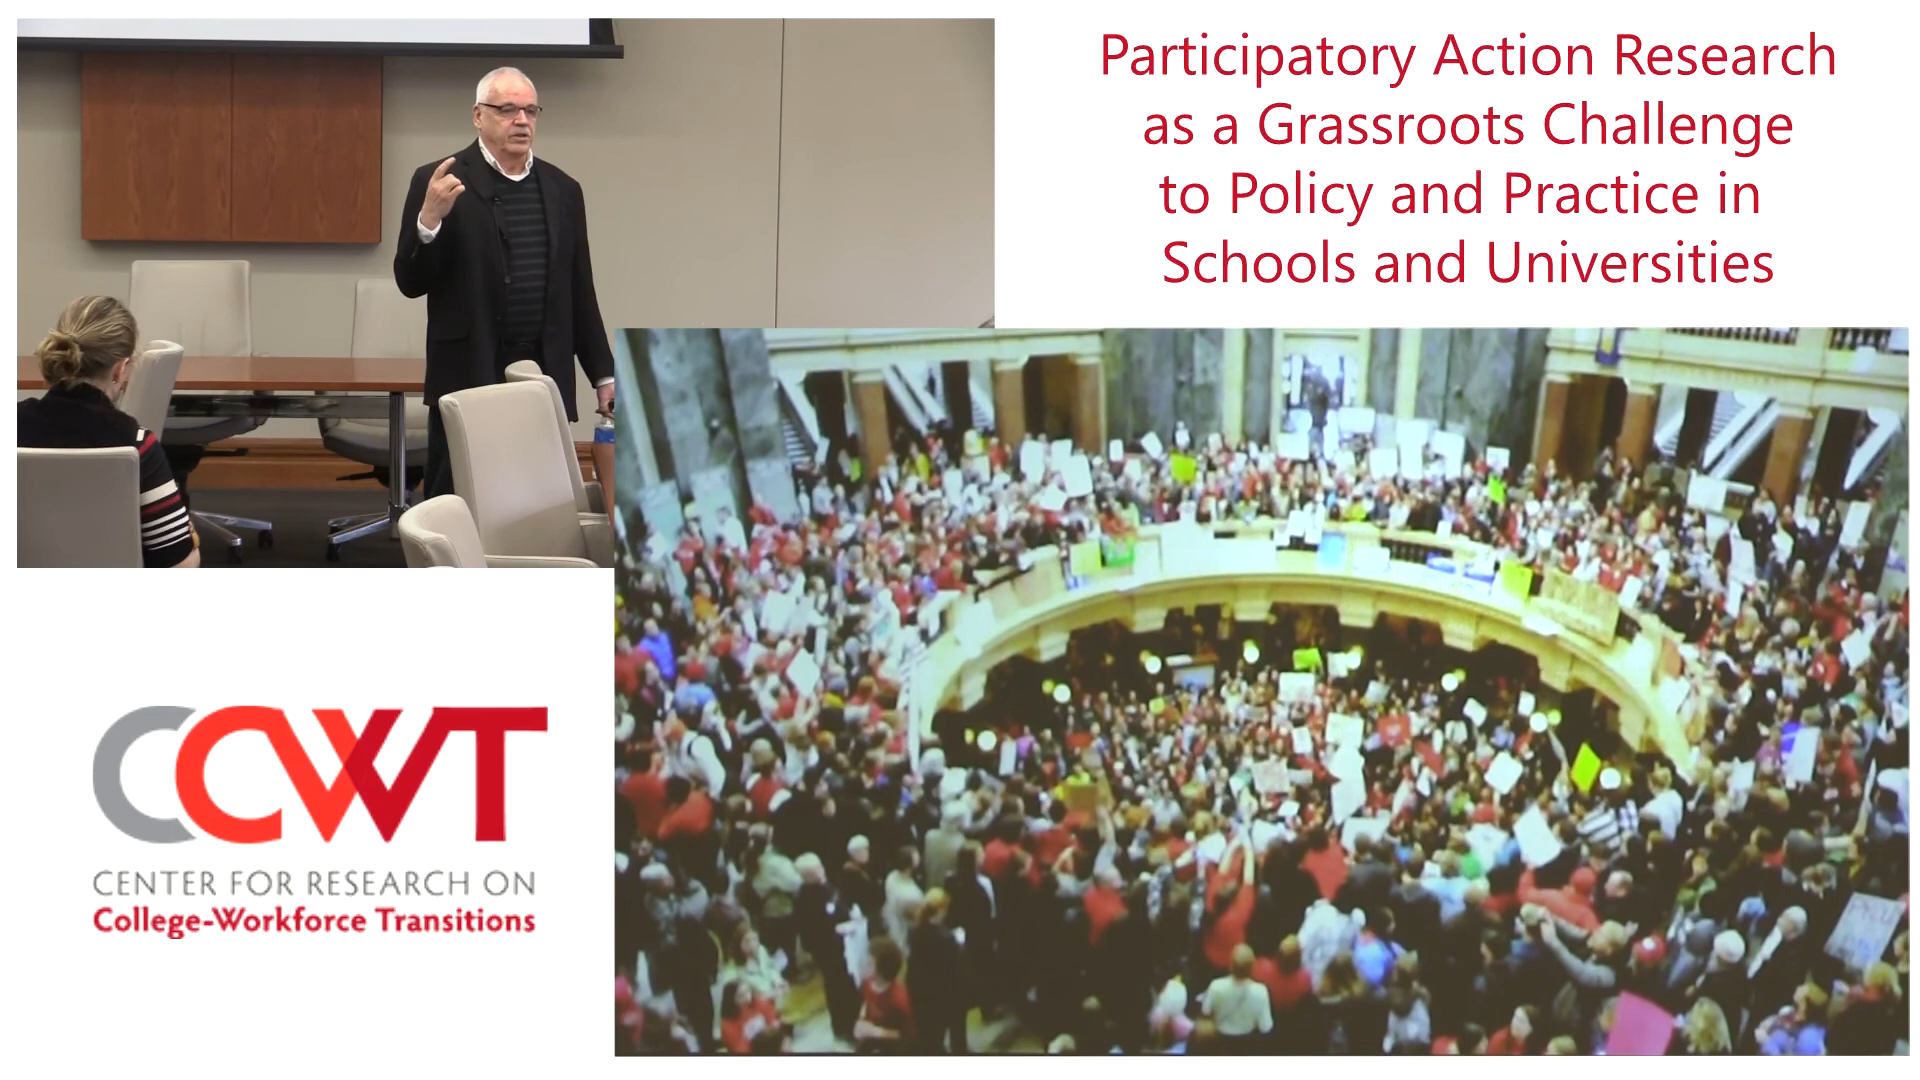 Participatory Action Research
as a Grassroots Challenge
to Policy and Practice in
Schools and Universities
CCWT
CENTER FOR RESEARCH ON
College-Workforce Transitions